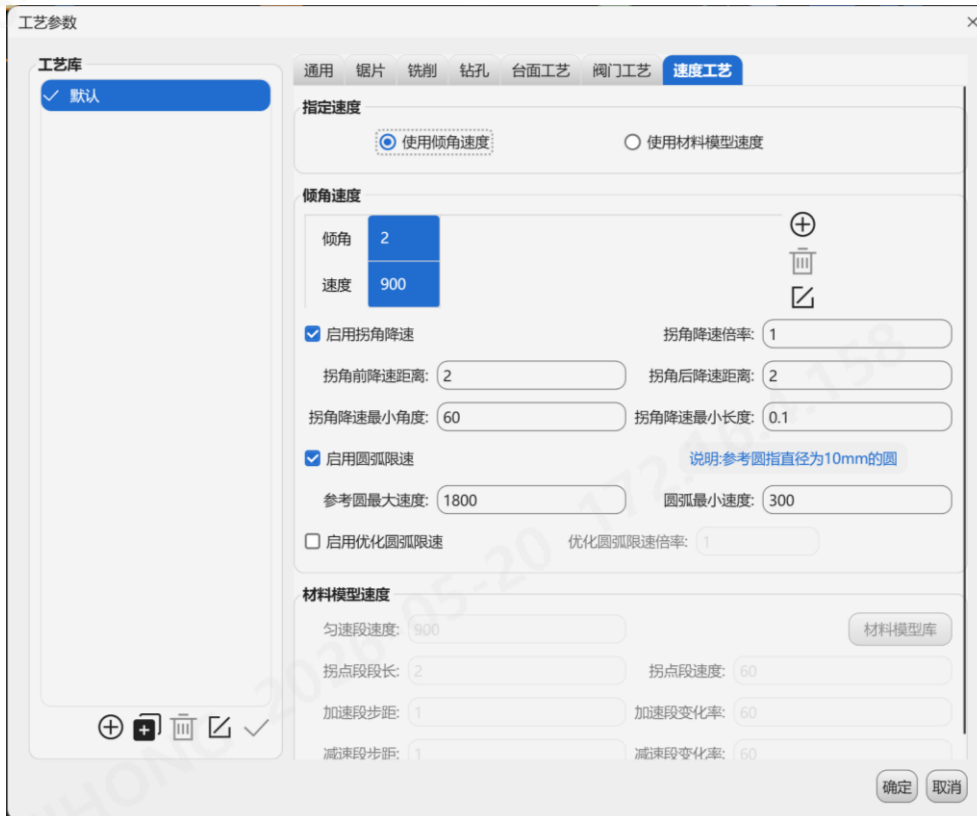 工艺参数
工艺库
默认
通用 锯片 铣削 钻孔 台面工艺 阀门工艺 速度工艺
指定速度
使用倾角速度 使用材料模型速度
倾角速度
倾角 2
速度 900
启用拐角降速 拐角降速倍率: 1
拐角前降速距离: 2 拐角后降速距离: 2
拐角降速最小角度: 60 拐角降速最小长度: 0.1
启用圆弧限速 说明:参考圆指直径为10mm的圆
参考圆最大速度: 1800 圆弧最小速度: 300
启用优化圆弧限速 优化圆弧限速倍率: 1
材料模型速度
匀速段速度: 900 材料模型库
拐点段段长: 2 拐点段速度: 60
加速段步距: 1 加速段变化率: 60
减速段步距: 1 减速段变化率: 60
确定 取消